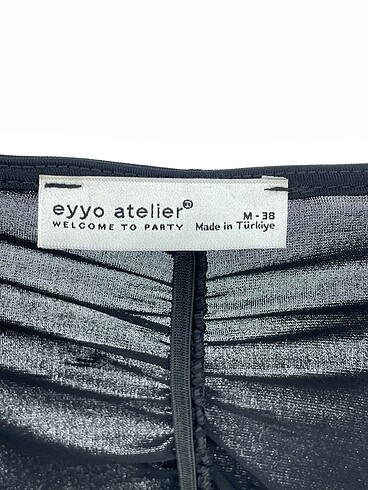 eyyo atelier®
WELCOME TO PARTY
M - 38
Made in Türkiye